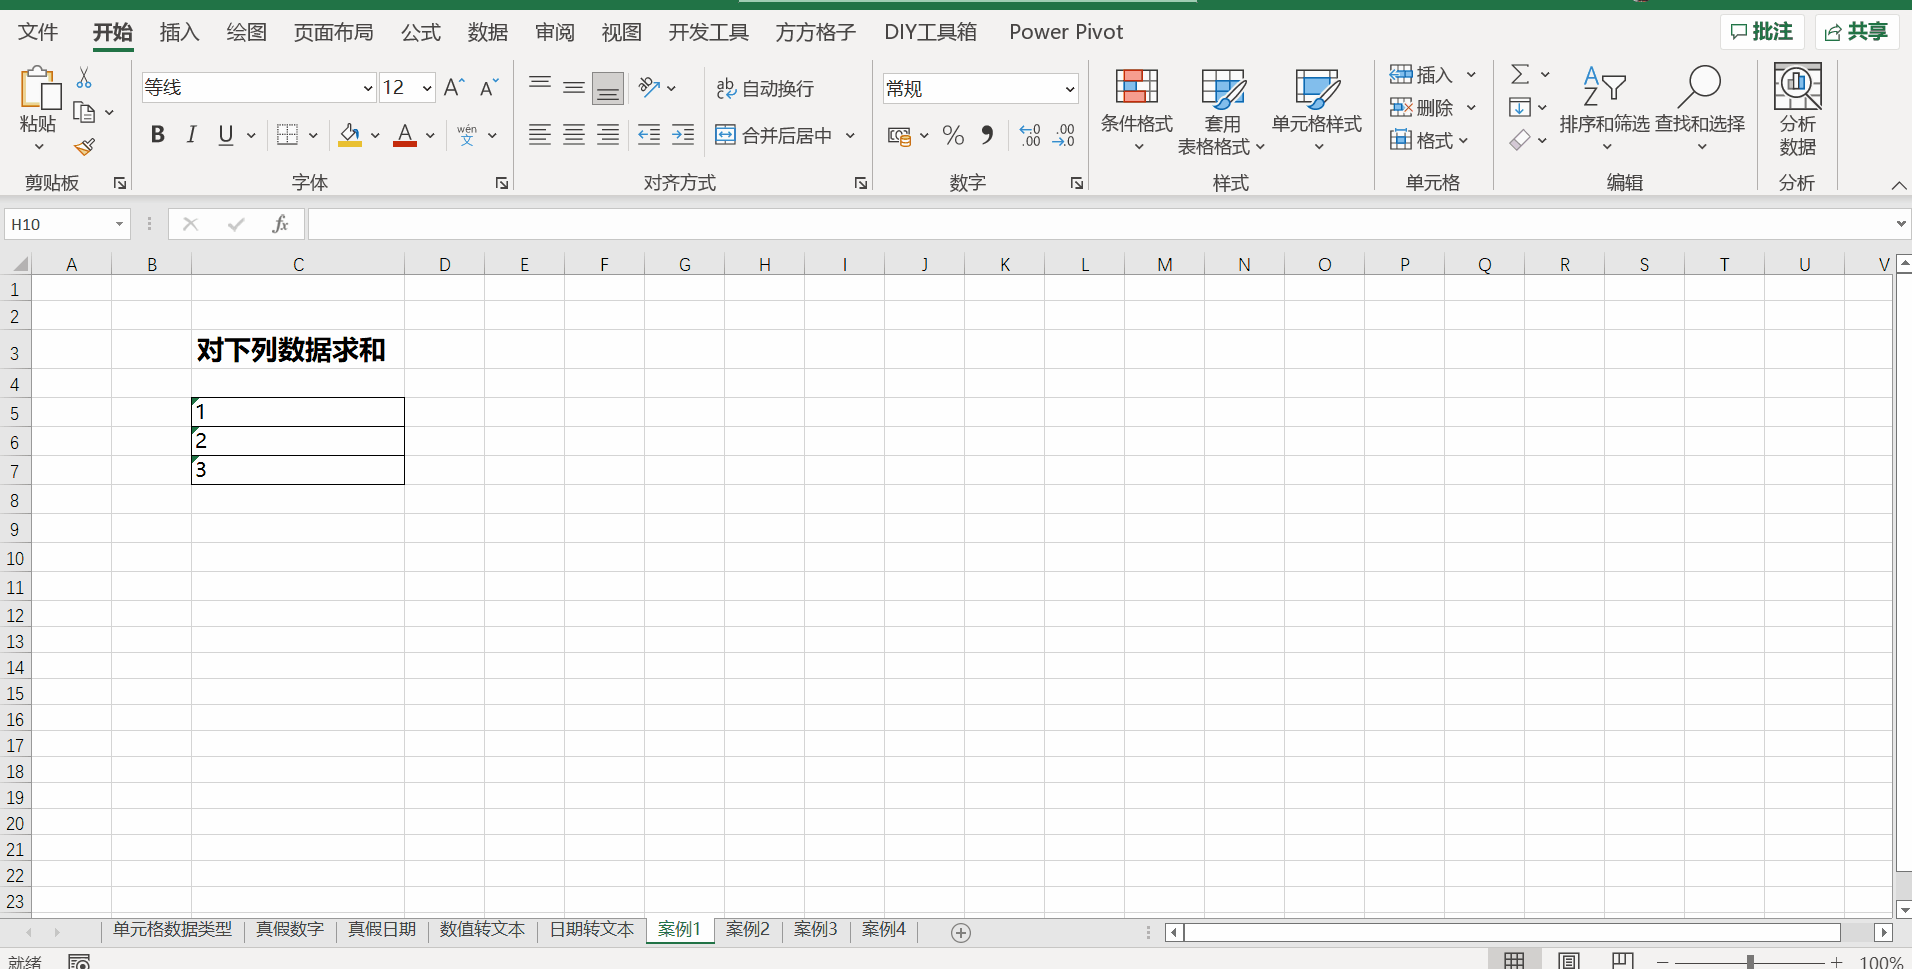 文件 开始 插入 绘图 页面布局 公式 数据 审阅 视图 开发工具 方方格子 DIY工具箱 Power Pivot 批注 共享
等线 12 自动换行 常规 插入
粘贴 条件格式 套用 单元格样式 删除 排序和筛选 查找和选择 分析
B I U wén 文 合并后居中 表格格式 格式 数据
剪贴板 字体 对齐方式 数字 样式 单元格 编辑 分析
H10 fx
A B C D E F G H I J K L M N O P Q R S T U V
1
2
3 对下列数据求和
4
5 1
6 2
7 3
8
9
10
11
12
13
14
15
16
17
18
19
20
21
22
23
单元格数据类型 真假数字 真假日期 数值转文本 日期转文本 案例1 案例2 案例3 案例4
就绪 100%